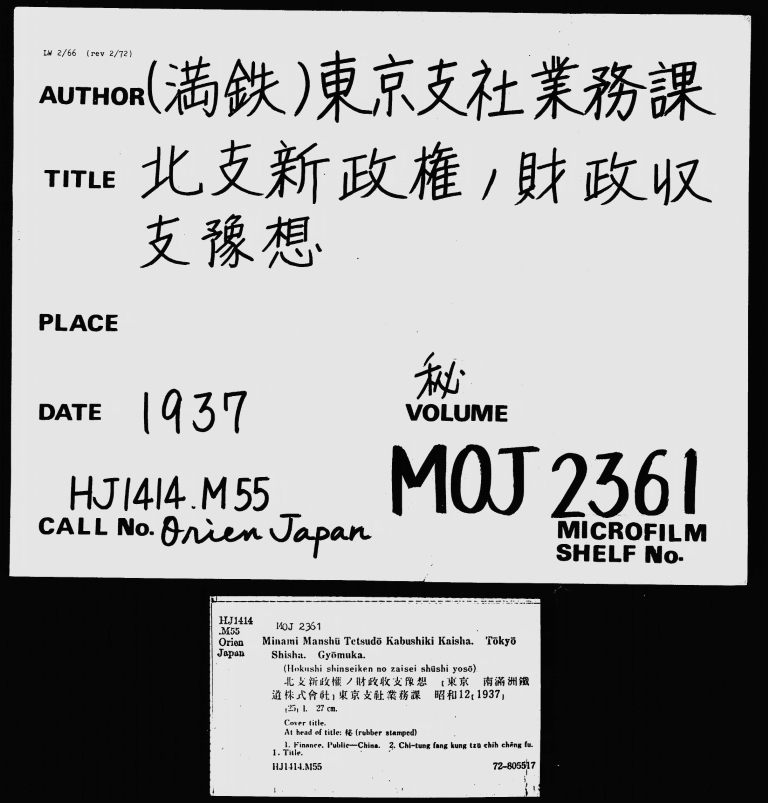 LW 2/66 (rev 2/72)
AUTHOR (満鉄)東京支社業務課
TITLE 北支新政権ノ財政収
支豫想
PLACE
DATE 1937
秘
VOLUME
HJ1414.M55
CALL No. Orien Japan
MOJ 2361
MICROFILM
SHELF No.
HJ1414
.M55
Orien
Japan
MOJ 2361
Minami Manshū Tetsudō Kabushiki Kaisha. Tōkyō
Shisha. Gyōmuka.
(Hokushi shinseiken no zaisei shūshi yosō)
北支新政權ノ財政收支豫想 [東京 南滿洲鐵
道株式會社] 東京支社業務課 昭和12[1937]
[25] l. 27 cm.
Cover title.
At head of title: 秘 (rubber stamped)
1. Finance, Public—China. 2. Chi-tung fang kung tzŭ chih chêng fu.
I. Title.
HJ1414.M55
72-805517